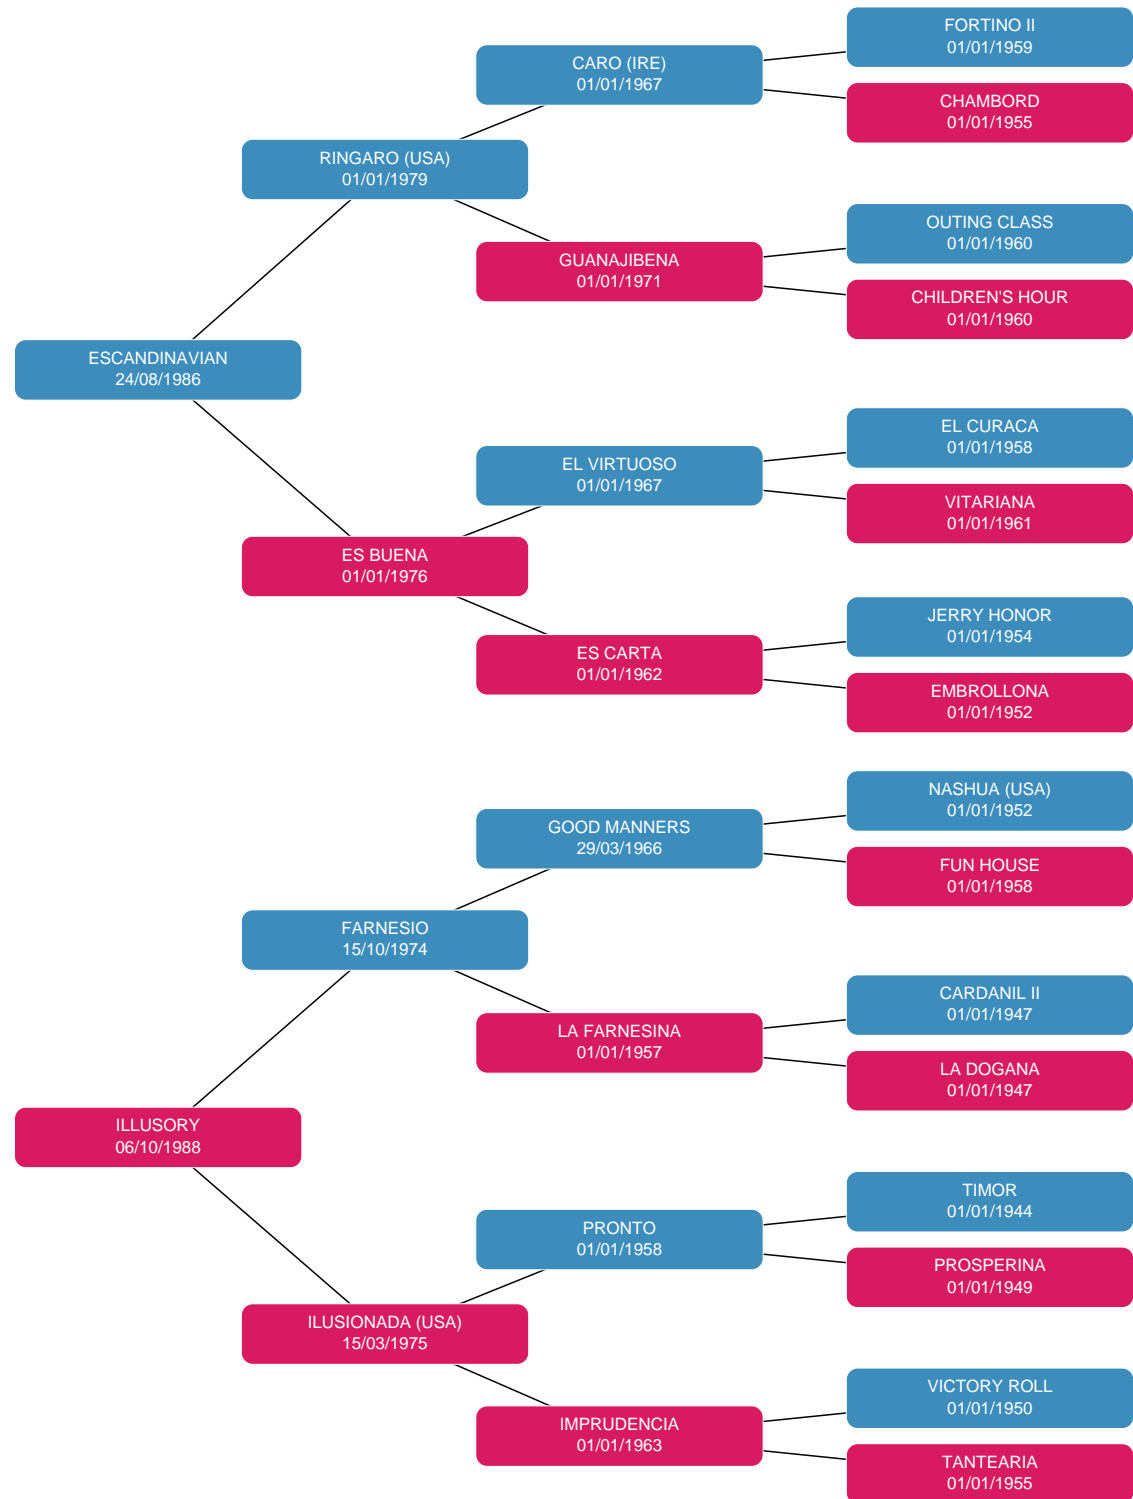 FORTINO II
01/01/1959
CARO (IRE)
01/01/1967
CHAMBORD
01/01/1955
RINGARO (USA)
01/01/1979
OUTING CLASS
01/01/1960
GUANAJIBENA
01/01/1971
CHILDREN'S HOUR
01/01/1960
ESCANDINAVIAN
24/08/1986
EL CURACA
01/01/1958
EL VIRTUOSO
01/01/1967
VITARIANA
01/01/1961
ES BUENA
01/01/1976
JERRY HONOR
01/01/1954
ES CARTA
01/01/1962
EMBROLLONA
01/01/1952
NASHUA (USA)
01/01/1952
GOOD MANNERS
29/03/1966
FUN HOUSE
01/01/1958
FARNESIO
15/10/1974
CARDANIL II
01/01/1947
LA FARNESINA
01/01/1957
LA DOGANA
01/01/1947
ILLUSORY
06/10/1988
TIMOR
01/01/1944
PRONTO
01/01/1958
PROSPERINA
01/01/1949
ILUSIONADA (USA)
15/03/1975
VICTORY ROLL
01/01/1950
IMPRUDENCIA
01/01/1963
TANTEARIA
01/01/1955